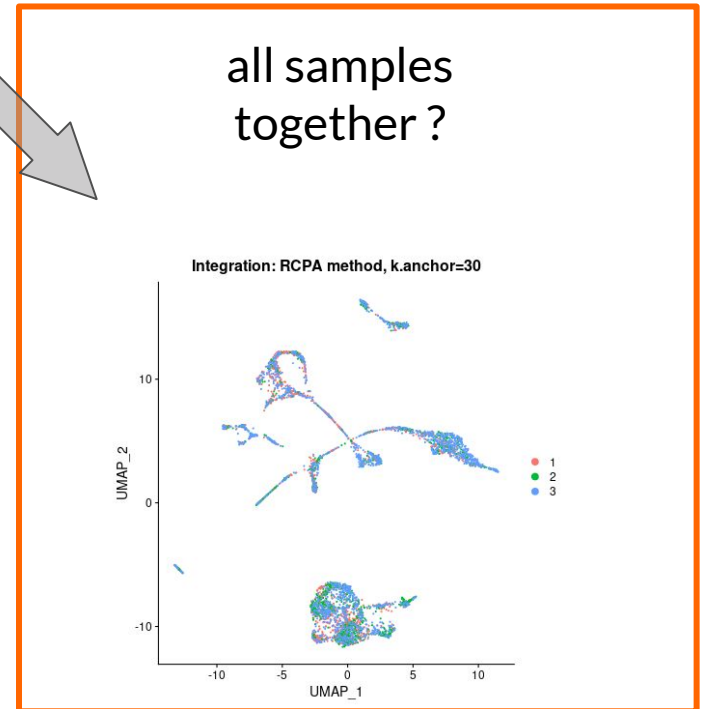 all samples
together ?
Integration: RCPA method, k.anchor=30
10
0
-10
UMAP_2
-10
-5
0
5
10
UMAP_1
1
2
3